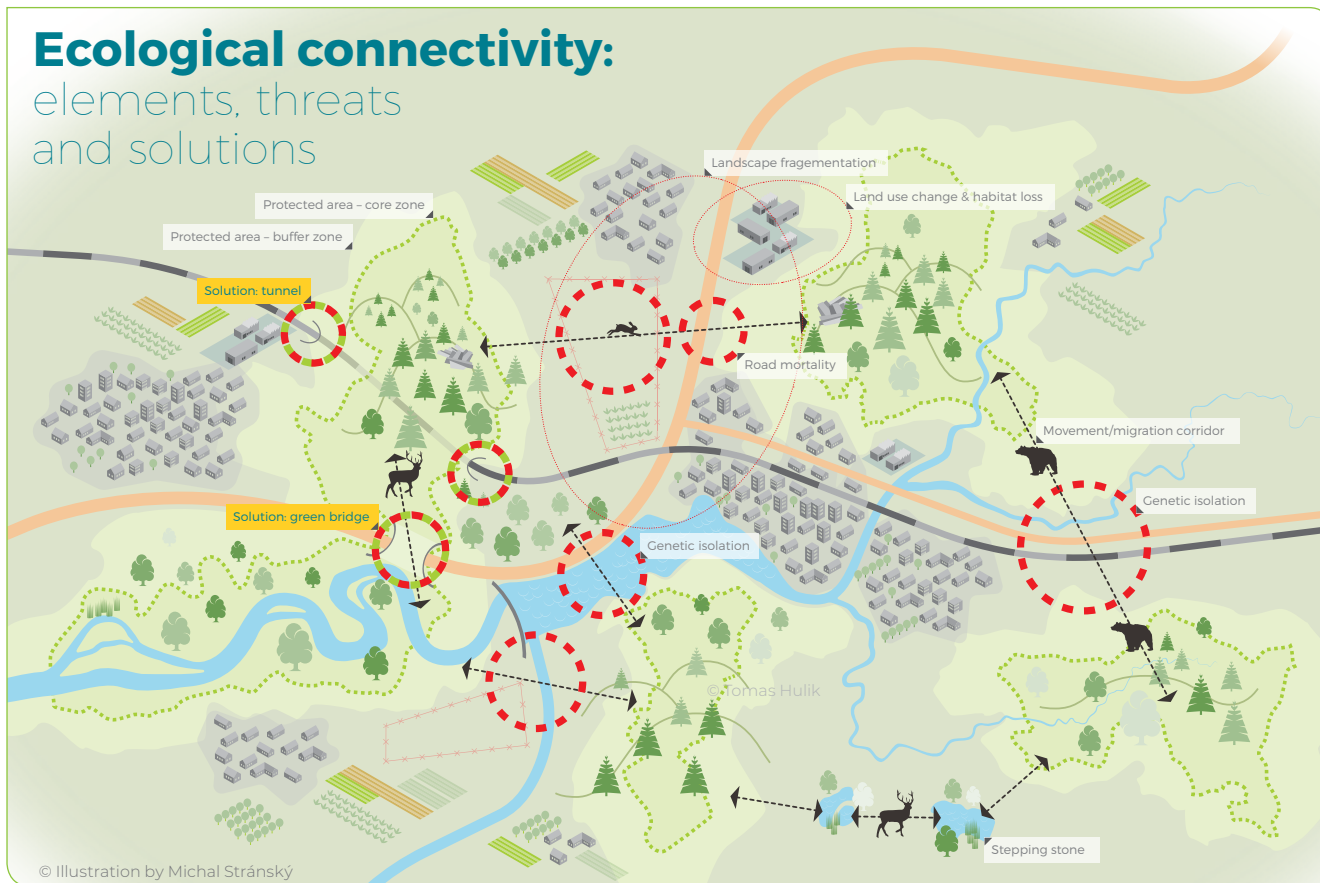 Ecological connectivity:
elements, threats
and solutions
Landscape fragementation
Land use change & habitat loss
Protected area – core zone
Protected area – buffer zone
Solution: tunnel
Road mortality
Movement/migration corridor
Genetic isolation
Solution: green bridge
Genetic isolation
© Tomas Hulik
Stepping stone
© Illustration by Michal Stránský